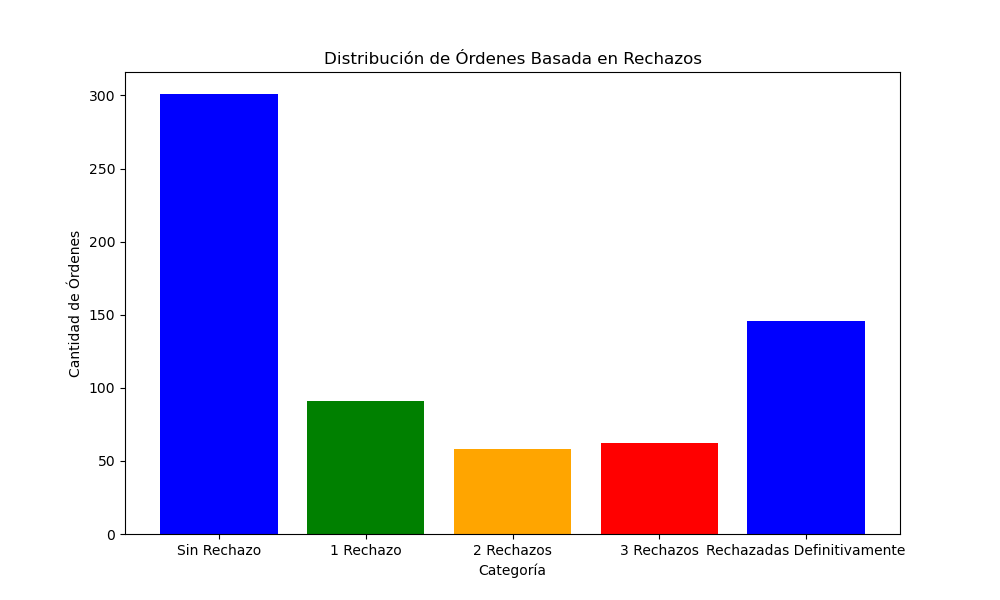 Distribución de Órdenes Basada en Rechazos
Cantidad de Órdenes
300
250
200
150
100
50
0
Sin Rechazo
1 Rechazo
2 Rechazos
3 Rechazos
Rechazadas Definitivamente
Categoría